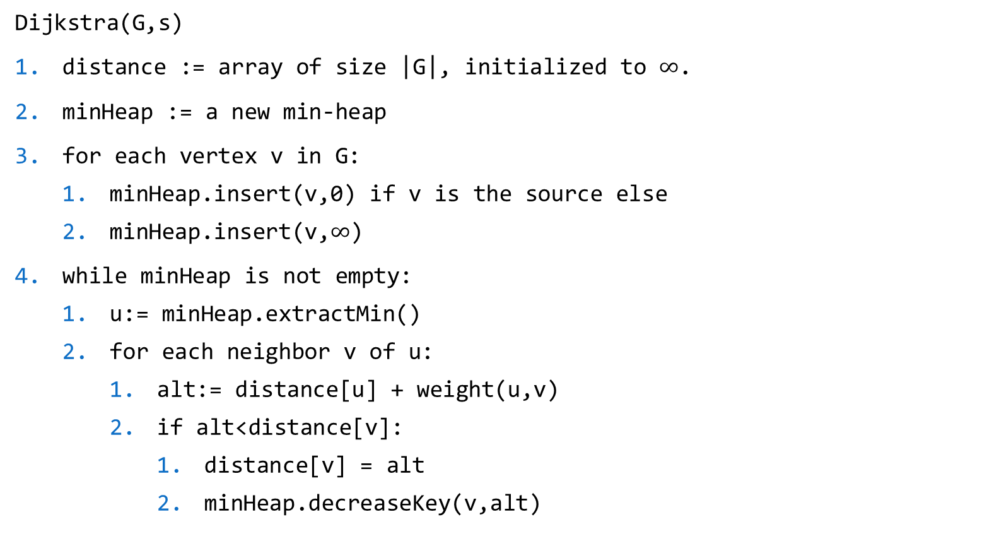 Dijkstra(G,s)
1. distance := array of size |G|, initialized to ∞.
2. minHeap := a new min-heap
3. for each vertex v in G:
1. minHeap.insert(v,0) if v is the source else
2. minHeap.insert(v,∞)
4. while minHeap is not empty:
1. u:= minHeap.extractMin()
2. for each neighbor v of u:
1. alt:= distance[u] + weight(u,v)
2. if alt<distance[v]:
1. distance[v] = alt
2. minHeap.decreaseKey(v,alt)